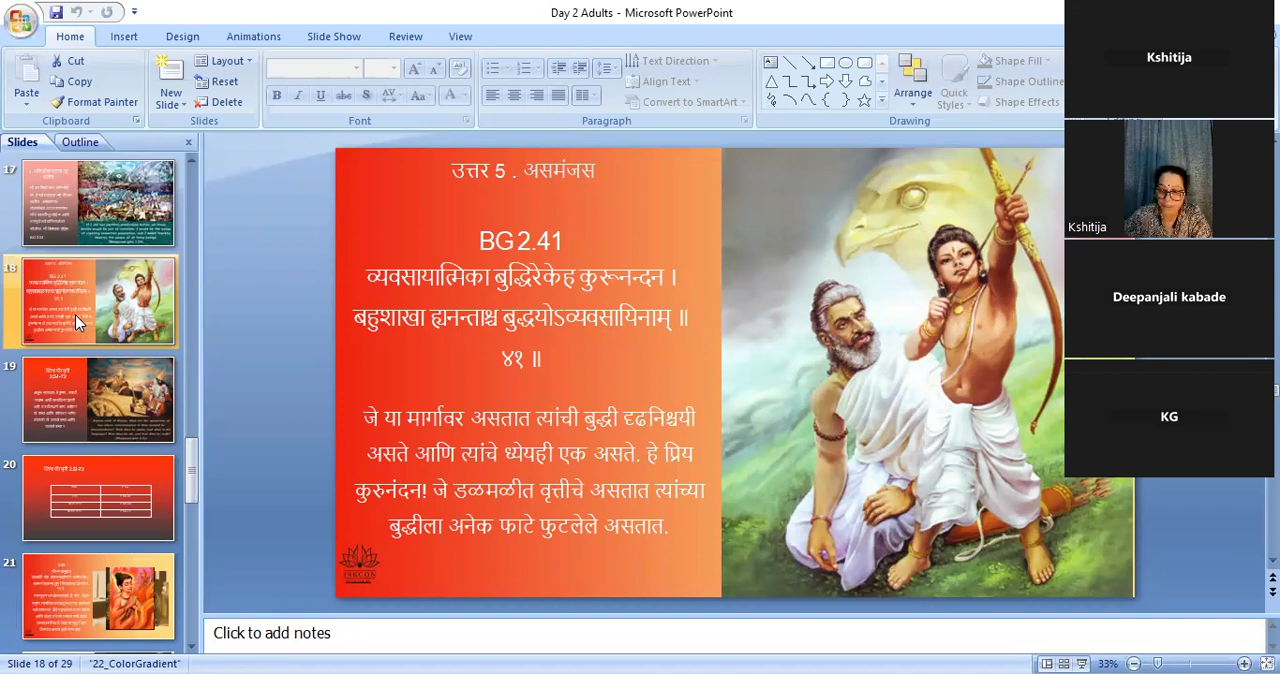 Day 2 Adults - Microsoft PowerPoint
Home Insert Design Animations Slide Show Review View
Paste
Cut
Copy
Format Painter
Clipboard
New Slide
Layout
Reset
Delete
Slides
B I U abc S AV Aa A
Font
Text Direction
Align Text
Convert to SmartArt
Paragraph
Arrange
Quick Styles
Shape Fill
Shape Outline
Shape Effects
Drawing
Slides Outline
17
18
19
20
21
उत्तर 5 . असमंजस
BG 2.41
व्यवसायात्मिका बुद्धिरेकेह कुरूनन्दन ।
बहुशाखा ह्यनन्ताश्च बुद्धयोऽव्यवसायिनाम् ॥
४१ ॥
जे या मार्गावर असतात त्यांची बुद्धी दृढनिश्चयी
असते आणि त्यांचे ध्येयही एक असते. हे प्रिय
कुरुनंदन! जे डळमळीत वृत्तीचे असतात त्यांच्या
बुद्धीला अनेक फाटे फुटलेले असतात.
ISKCON
Kshitija
Kshitija
Deepanjali kabade
KG
Click to add notes
Slide 18 of 29
"22_ColorGradient"
33%